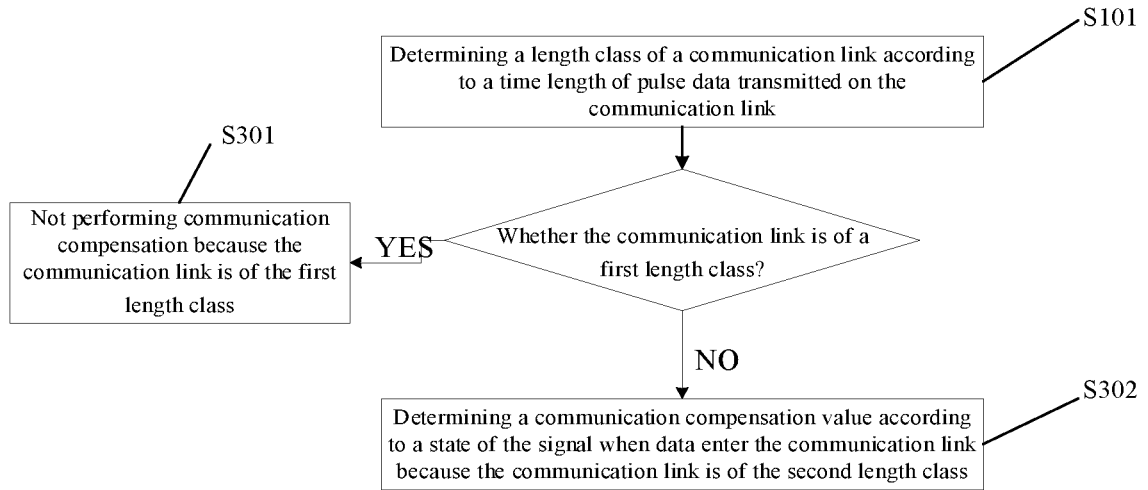 S101
Determining a length class of a communication link according
to a time length of pulse data transmitted on the
communication link
S301
Not performing communication
compensation because the
communication link is of the first
length class
YES
Whether the communication link is of a
first length class?
NO
S302
Determining a communication compensation value according
to a state of the signal when data enter the communication link
because the communication link is of the second length class